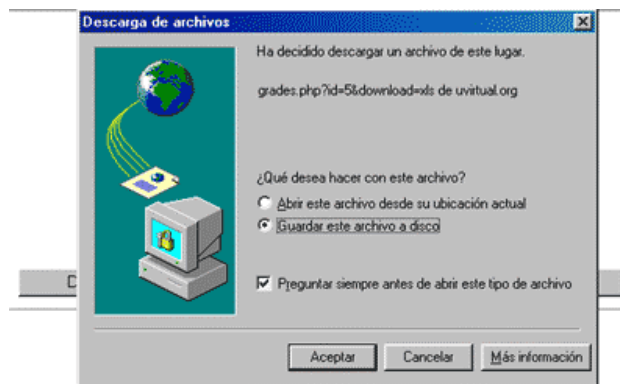 Descarga de archivos
Ha decidido descargar un archivo de este lugar.
grades.php?id=5&download=xls de uvirtual.org
¿Qué desea hacer con este archivo?
Abrir este archivo desde su ubicación actual
Guardar este archivo a disco
D
Preguntar siempre antes de abrir este tipo de archivo
Aceptar
Cancelar
Más información